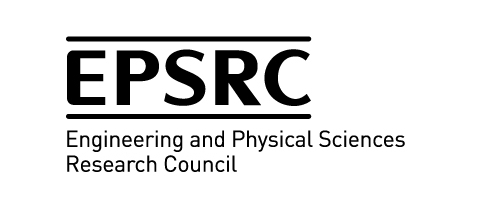 EPSRC
Engineering and Physical Sciences
Research Council